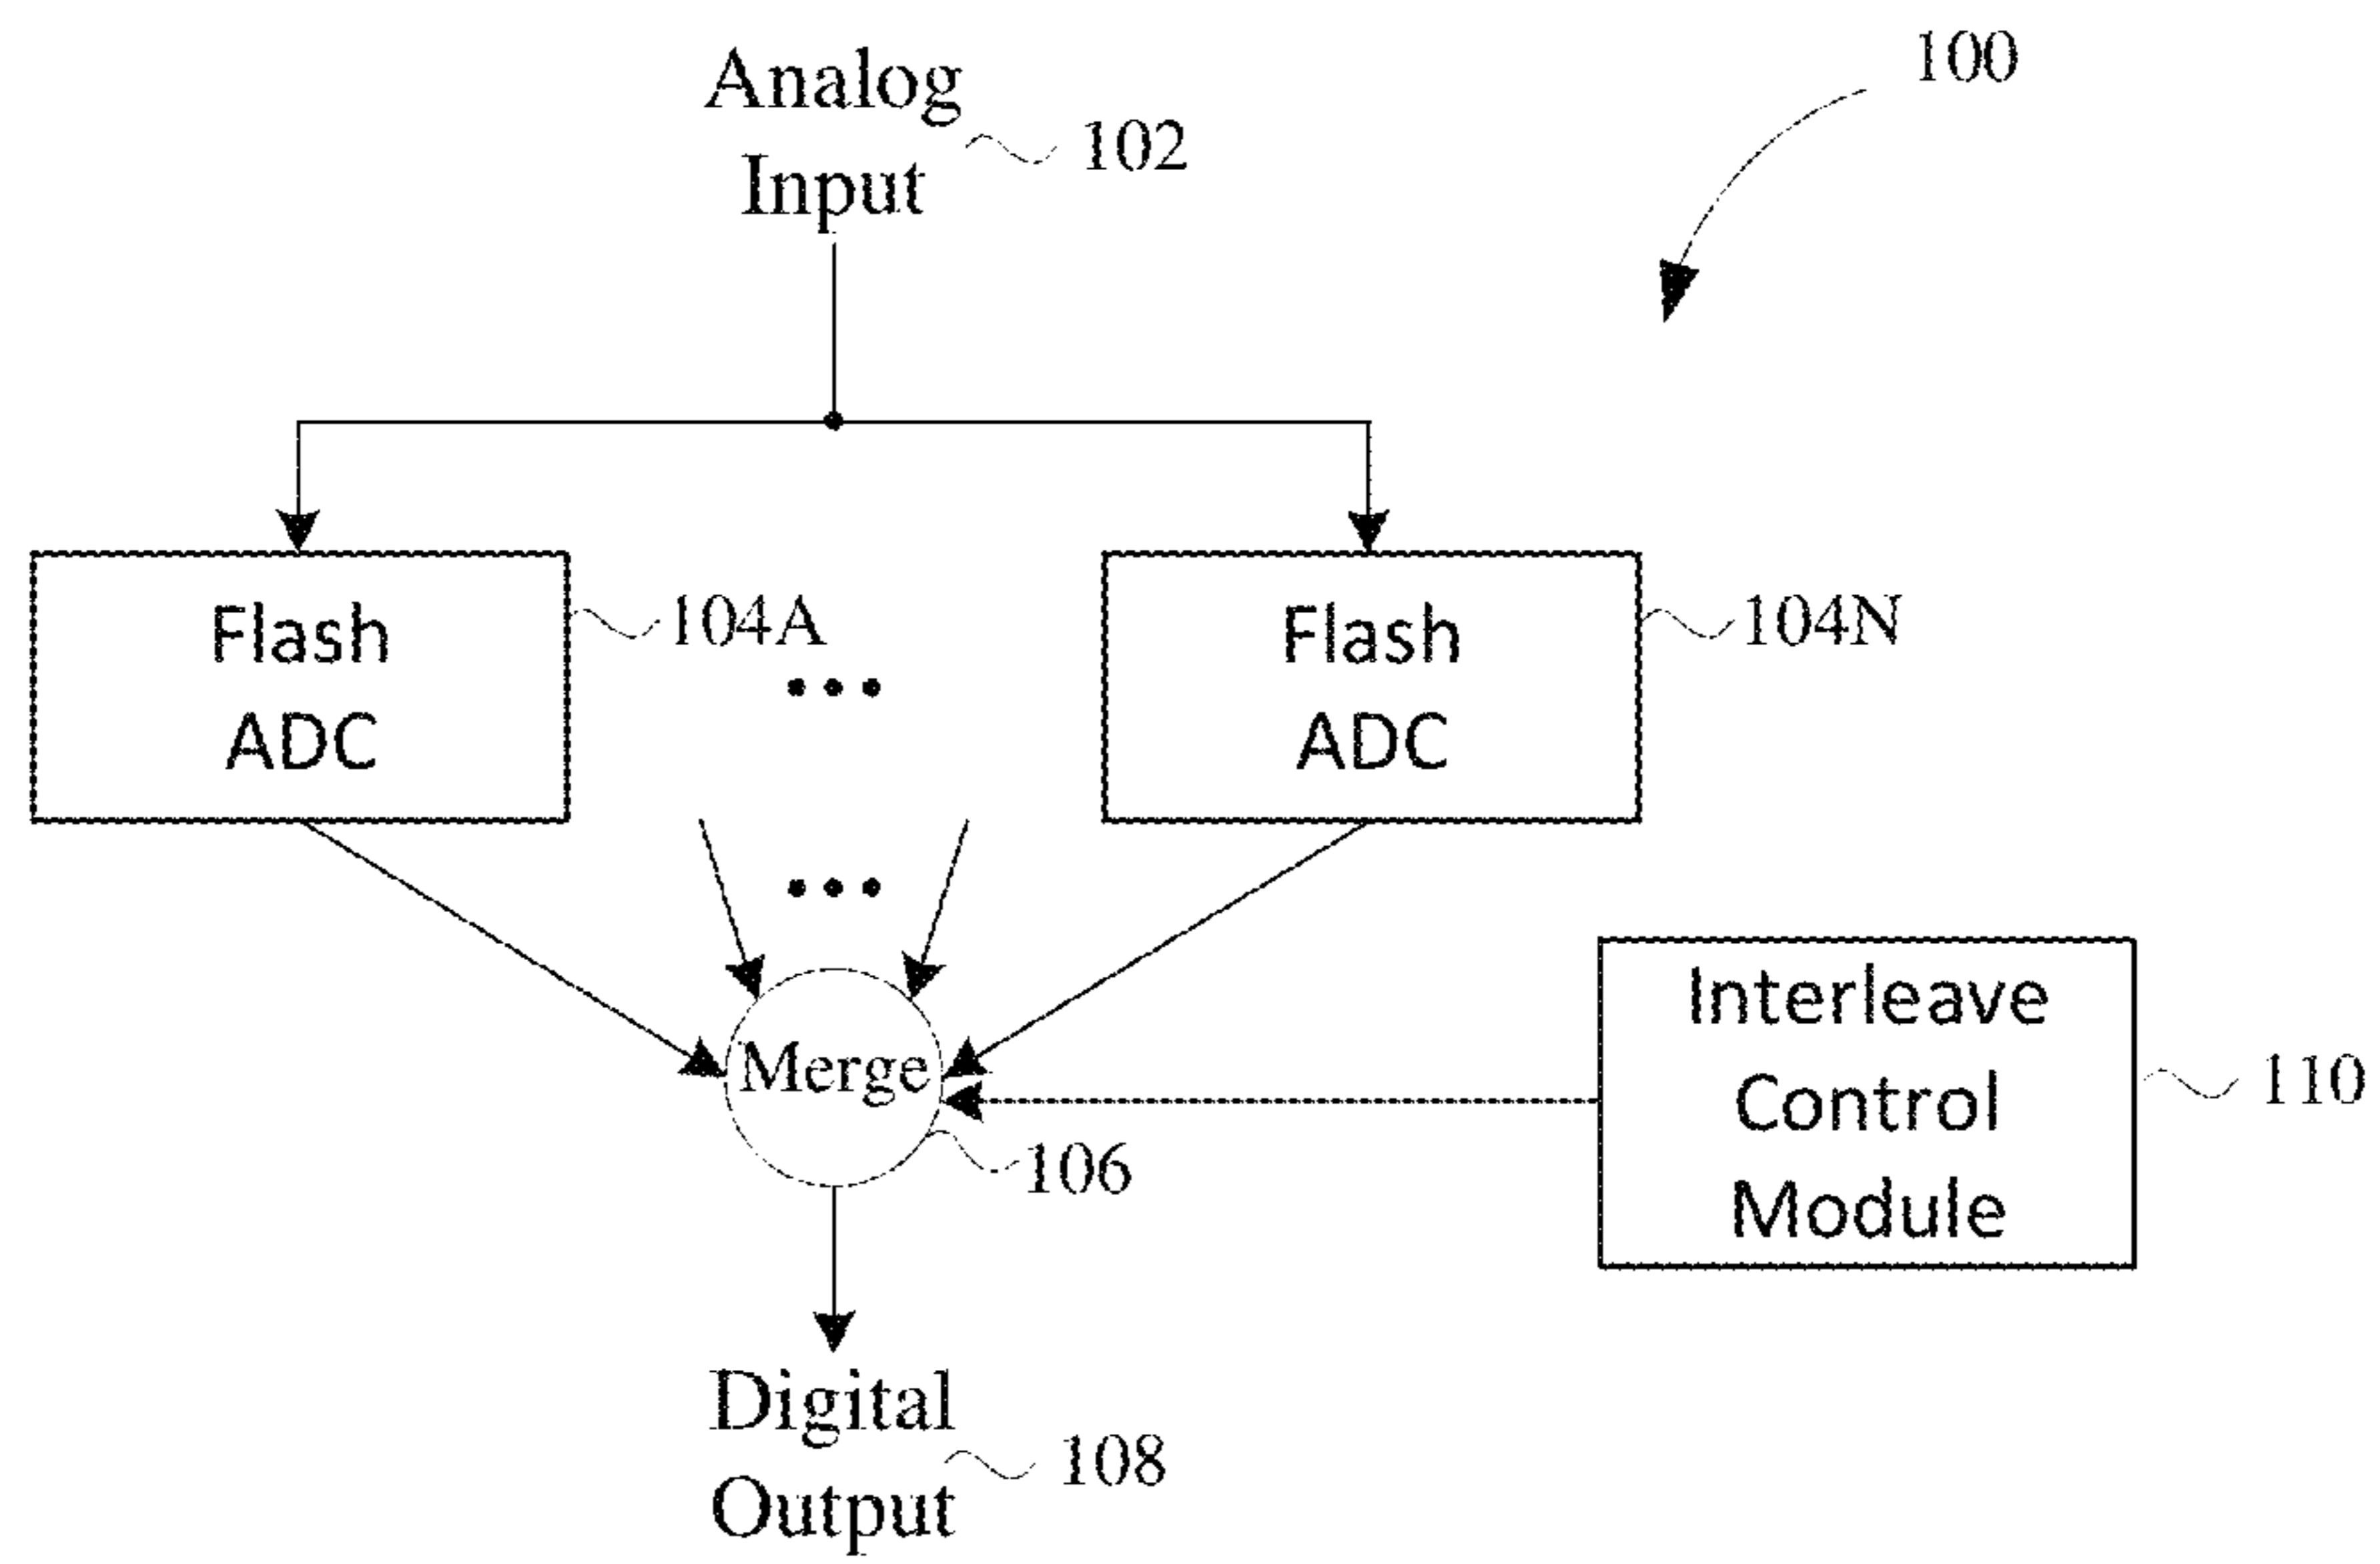 100
Analog
Input
102
Flash
ADC
104A
Flash
ADC
104N
Merge
106
Interleave
Control
Module
110
Digital
Output
108